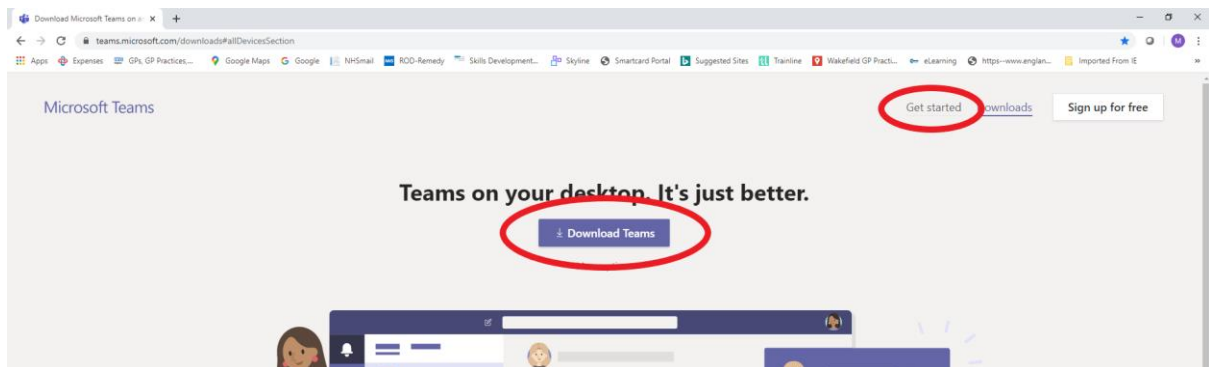 Download Microsoft Teams on a
teams.microsoft.com/downloads#allDevicesSection
M
Apps Expenses GPs, GP Practices,... Google Maps G Google NHSmail ROD-Remedy Skills Development... Skyline Smartcard Portal Suggested Sites Trainline Wakefield GP Practi... eLearning https--www.englan... Imported From IE »
Microsoft Teams Get started ownloads Sign up for free
Teams on your desktop. It's just better.
Download Teams